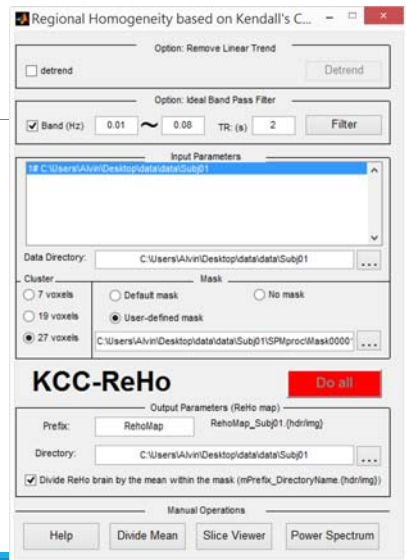 Regional Homogeneity based on Kendall's C...
Option: Remove Linear Trend
detrend
Detrend
Option: Ideal Band Pass Filter
Band (Hz) 0.01 ~ 0.08 TR: (s) 2 Filter
Input Parameters
1# C:\Users\Alvin\Desktop\data\data\Subj01
Data Directory: C:\Users\Alvin\Desktop\data\data\Subj01 ...
Cluster
Mask
7 voxels
Default mask
No mask
19 voxels
User-defined mask
27 voxels
C:\Users\Alvin\Desktop\data\data\Subj01\SPMproc\Mask0000 ...
KCC-ReHo
Do all
Output Parameters (ReHo map)
Prefix: RehoMap RehoMap_Subj01.{hdr/img}
Directory: C:\Users\Alvin\Desktop\data\data\Subj01 ...
Divide ReHo brain by the mean within the mask (mPrefix_DirectoryName.{hdr/img})
Manual Operations
Help Divide Mean Slice Viewer Power Spectrum